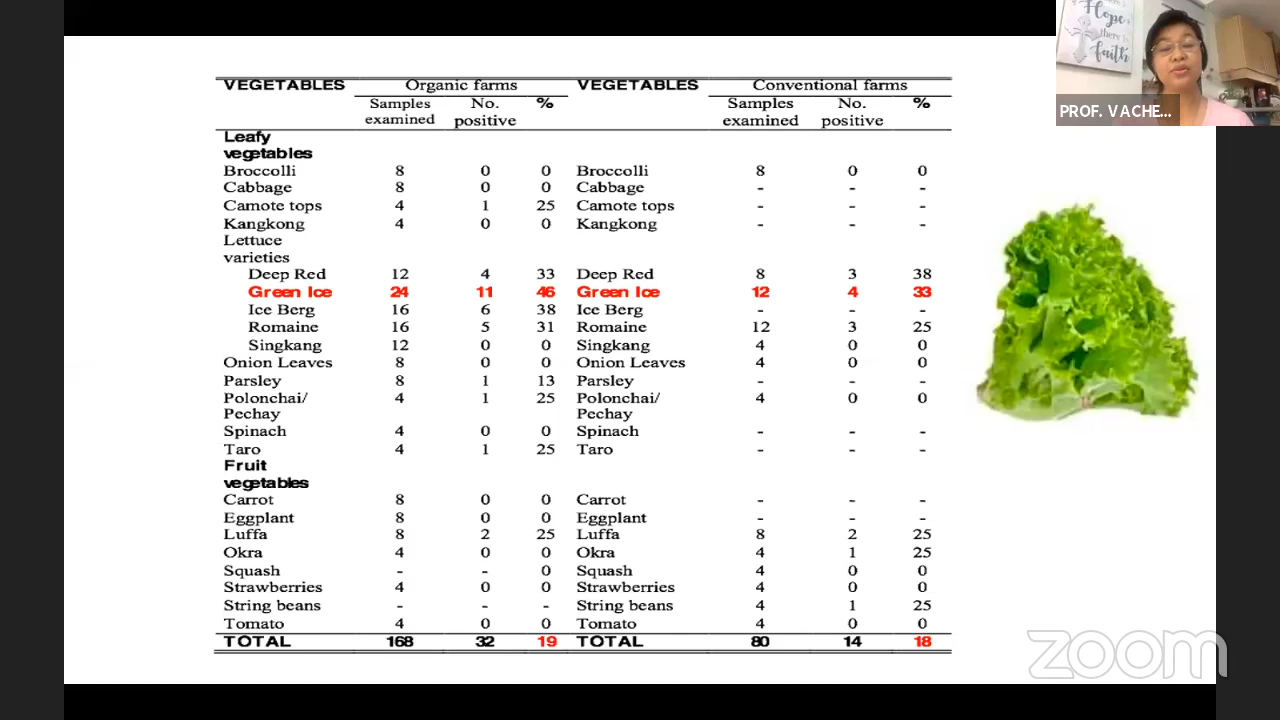 Hope
there is
faith
PROF. VACHE...
VEGETABLES Organic farms VEGETABLES Conventional farms
Samples examined No. positive % Samples examined No. positive %
Leafy
vegetables
Broccolli 8 0 0 Broccolli 8 0 0
Cabbage 8 0 0 Cabbage - - -
Camote tops 4 1 25 Camote tops - - -
Kangkong 4 0 0 Kangkong - - -
Lettuce
varieties
Deep Red 12 4 33 Deep Red 8 3 38
Green Ice 24 11 46 Green Ice 12 4 33
Ice Berg 16 6 38 Ice Berg - - -
Romaine 16 5 31 Romaine 12 3 25
Singkang 12 0 0 Singkang 4 0 0
Onion Leaves 8 0 0 Onion Leaves 4 0 0
Parsley 8 1 13 Parsley - - -
Polonchai/ 4 1 25 Polonchai/ 4 0 0
Pechay Pechay
Spinach 4 0 0 Spinach - - -
Taro 4 1 25 Taro - - -
Fruit
vegetables
Carrot 8 0 0 Carrot - - -
Eggplant 8 0 0 Eggplant - - -
Luffa 8 2 25 Luffa 8 2 25
Okra 4 0 0 Okra 4 1 25
Squash - - 0 Squash 4 0 0
Strawberries 4 0 0 Strawberries 4 0 0
String beans - - - String beans 4 1 25
Tomato 4 0 0 Tomato 4 0 0
TOTAL 168 32 19 TOTAL 80 14 18
zoom